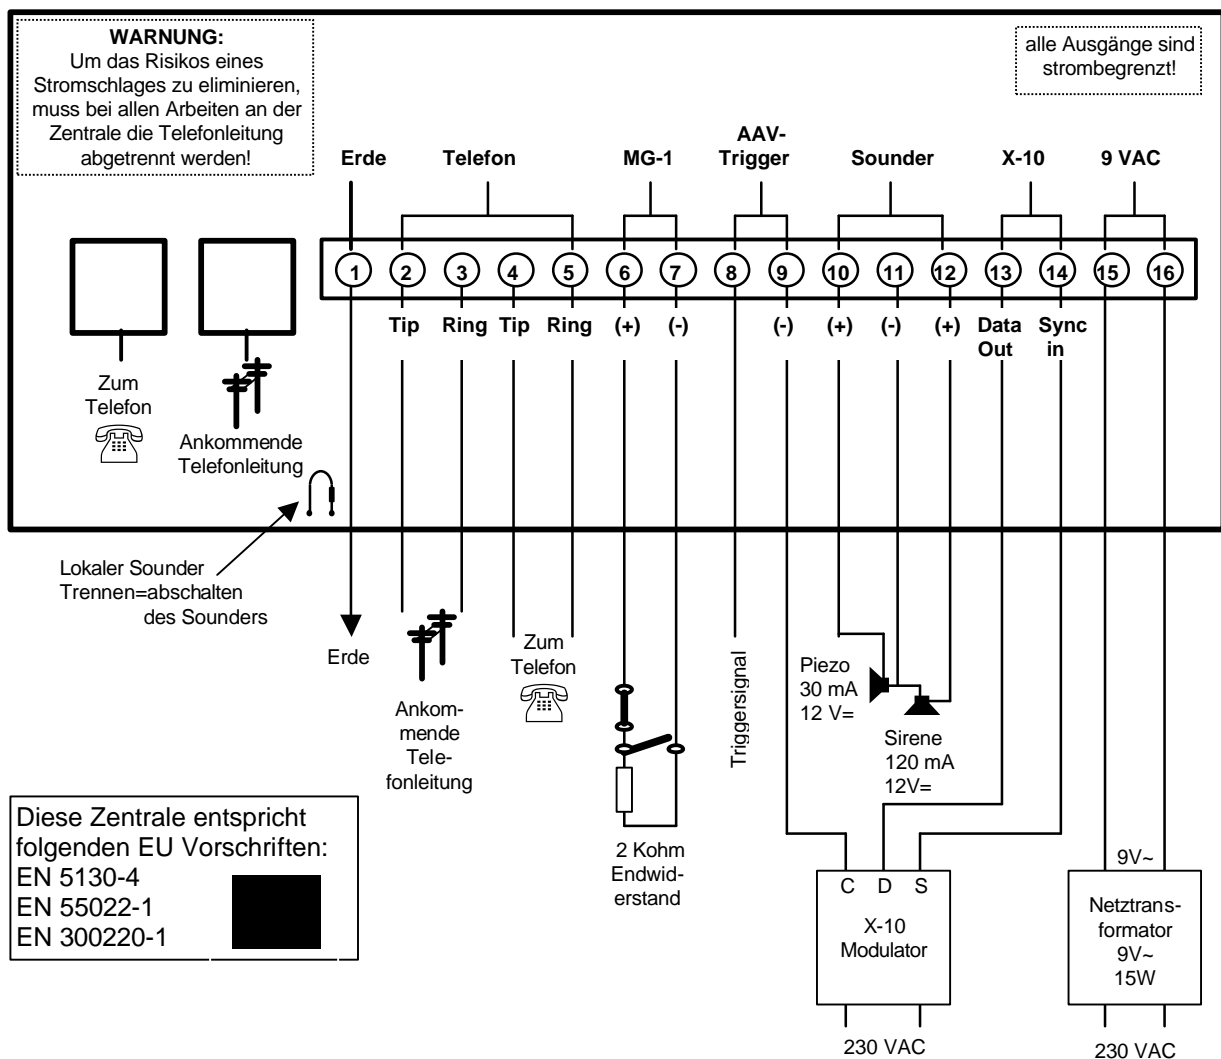 WARNUNG:
Um das Risikos eines
Stromschlages zu eliminieren,
muss bei allen Arbeiten an der
Zentrale die Telefonleitung
abgetrennt werden!
alle Ausgänge sind
strombegrenzt!
Erde
Telefon
MG-1
AAV-
Trigger
Sounder
X-10
9 VAC
1 2 3 4 5 6 7 8 9 10 11 12 13 14 15 16
Tip Ring Tip Ring (+) (-) (-) (+) (-) (+) Data Sync
Out in
Zum
Telefon
Ankommende
Telefonleitung
Lokaler Sounder
Trennen=abschalten
des Sounders
Erde
Ankom-
mende
Tele-
fonleitung
Zum
Telefon
2 Kohm
Endwid-
erstand
Triggersignal
Piezo
30 mA
12 V=
Sirene
120 mA
12V=
C D S
X-10
Modulator
230 VAC
9V~
Netztrans-
formator
9V~
15W
230 VAC
Diese Zentrale entspricht
folgenden EU Vorschriften:
EN 5130-4
EN 55022-1
EN 300220-1